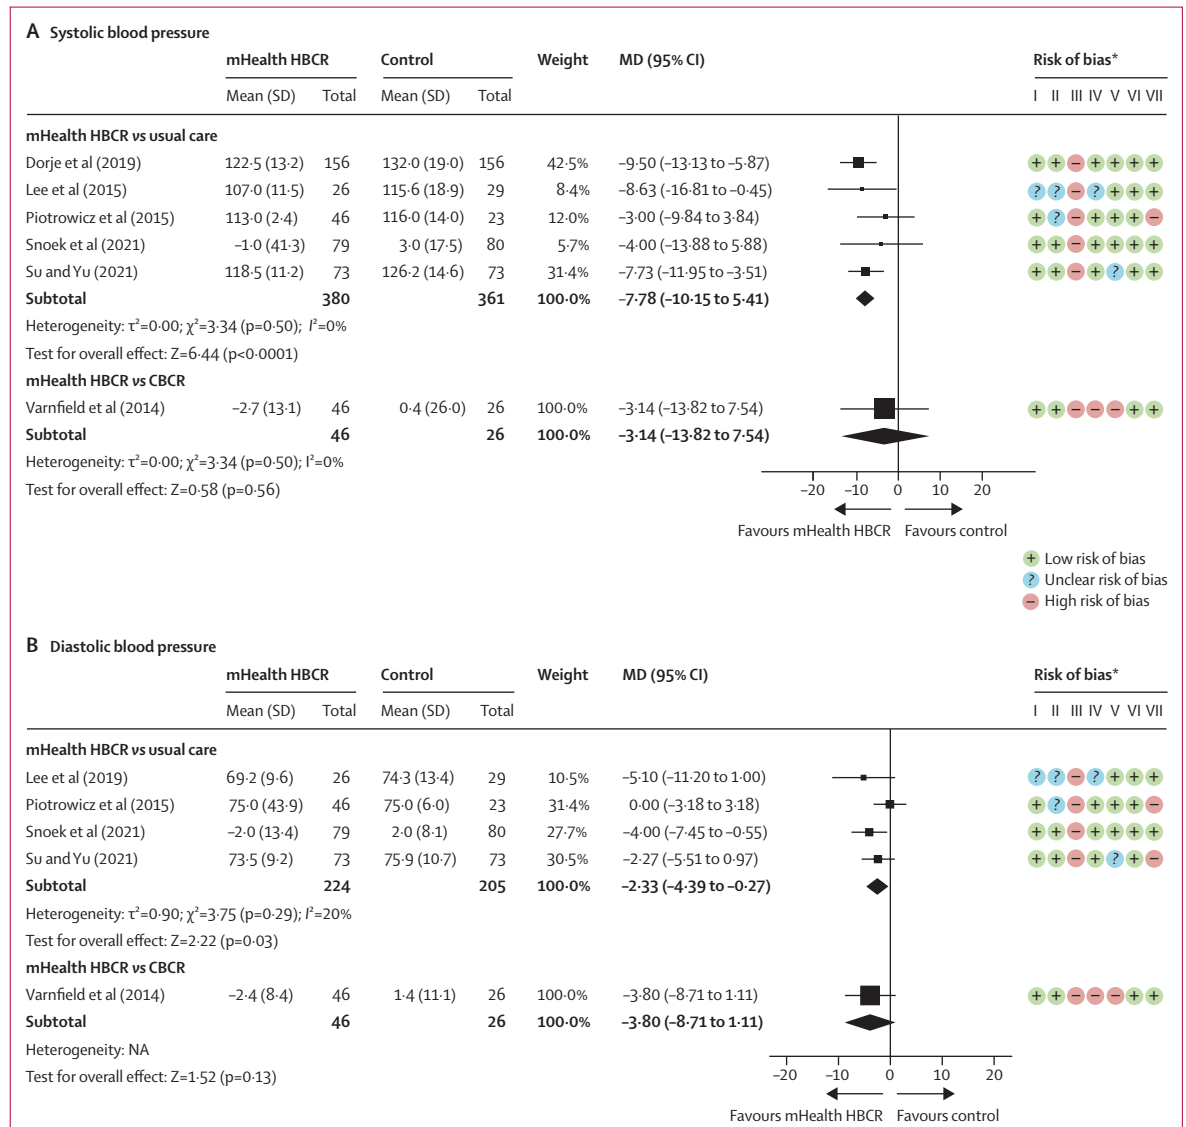 A Systolic blood pressure
mHealth HBCR Control Weight MD (95% CI) Risk of bias*
Mean (SD) Total Mean (SD) Total I II III IV V VI VII
mHealth HBCR vs usual care
Dorje et al (2019) 122·5 (13·2) 156 132·0 (19·0) 156 42·5% –9·50 (–13·13 to –5·87) + + – + + + +
Lee et al (2015) 107·0 (11·5) 26 115·6 (18·9) 29 8·4% –8·63 (-16·81 to –0·45) ? ? – ? + + +
Piotrowicz et al (2015) 113·0 (2·4) 46 116·0 (14·0) 23 12·0% –3·00 (–9·84 to 3·84) + ? – + + + –
Snoek et al (2021) –1·0 (41·3) 79 3·0 (17·5) 80 5·7% –4·00 (–13·88 to 5·88) + + – + + + +
Su and Yu (2021) 118·5 (11·2) 73 126·2 (14·6) 73 31·4% –7·73 (–11·95 to –3·51) + + – + ? + +
Subtotal 380 361 100·0% –7·78 (–10·15 to 5·41)
Heterogeneity: τ²=0·00; χ²=3·34 (p=0·50); I²=0%
Test for overall effect: Z=6·44 (p<0·0001)
mHealth HBCR vs CBCR
Varnfield et al (2014) –2·7 (13·1) 46 0·4 (26·0) 26 100·0% –3·14 (–13·82 to 7·54) + + – – – + +
Subtotal 46 26 100·0% –3·14 (–13·82 to 7·54)
Heterogeneity: τ²=0·00; χ²=3·34 (p=0·50); I²=0%
Test for overall effect: Z=0·58 (p=0·56)
–20 –10 0 10 20
Favours mHealth HBCR Favours control
+ Low risk of bias
? Unclear risk of bias
– High risk of bias
B Diastolic blood pressure
mHealth HBCR Control Weight MD (95% CI) Risk of bias*
Mean (SD) Total Mean (SD) Total I II III IV V VI VII
mHealth HBCR vs usual care
Lee et al (2019) 69·2 (9·6) 26 74·3 (13·4) 29 10·5% –5·10 (–11·20 to 1·00) ? ? – ? + + +
Piotrowicz et al (2015) 75·0 (43·9) 46 75·0 (6·0) 23 31·4% 0·00 (–3·18 to 3·18) + ? – + + + –
Snoek et al (2021) –2·0 (13·4) 79 2·0 (8·1) 80 27·7% –4·00 (–7·45 to –0·55) + + – + + + +
Su and Yu (2021) 73·5 (9·2) 73 75·9 (10·7) 73 30·5% –2·27 (–5·51 to 0·97) + + – + ? + –
Subtotal 224 205 100·0% –2·33 (–4·39 to –0·27)
Heterogeneity: τ²=0·90; χ²=3·75 (p=0·29); I²=20%
Test for overall effect: Z=2·22 (p=0·03)
mHealth HBCR vs CBCR
Varnfield et al (2014) –2·4 (8·4) 46 1·4 (11·1) 26 100·0% –3·80 (–8·71 to 1·11) + + – – – + +
Subtotal 46 26 100·0% –3·80 (–8·71 to 1·11)
Heterogeneity: NA
Test for overall effect: Z=1·52 (p=0·13)
–20 –10 0 10 20
Favours mHealth HBCR Favours control